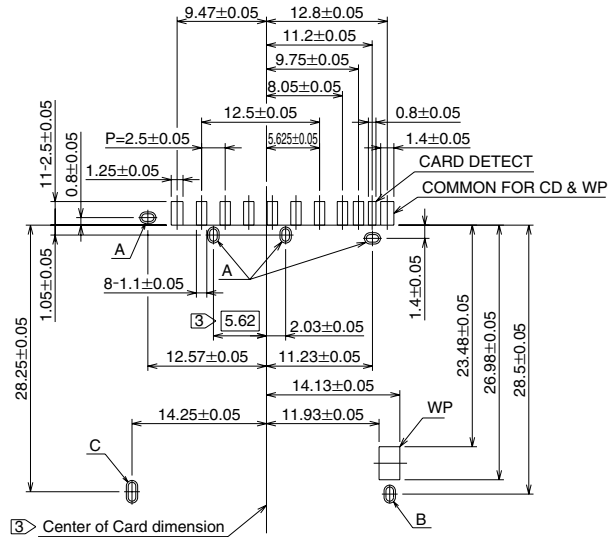 9.47±0.05
12.8±0.05
11.2±0.05
9.75±0.05
8.05±0.05
12.5±0.05
0.8±0.05
P=2.5±0.05
5.625±0.05
1.4±0.05
11-2.5±0.05
0.8±0.05
1.25±0.05
CARD DETECT
COMMON FOR CD & WP
A
A
1.05±0.05
8-1.1±0.05
1.4±0.05
3 5.62
2.03±0.05
28.25±0.05
12.57±0.05
11.23±0.05
23.48±0.05
26.98±0.05
28.5±0.05
14.13±0.05
14.25±0.05
11.93±0.05
WP
C
B
3 Center of Card dimension